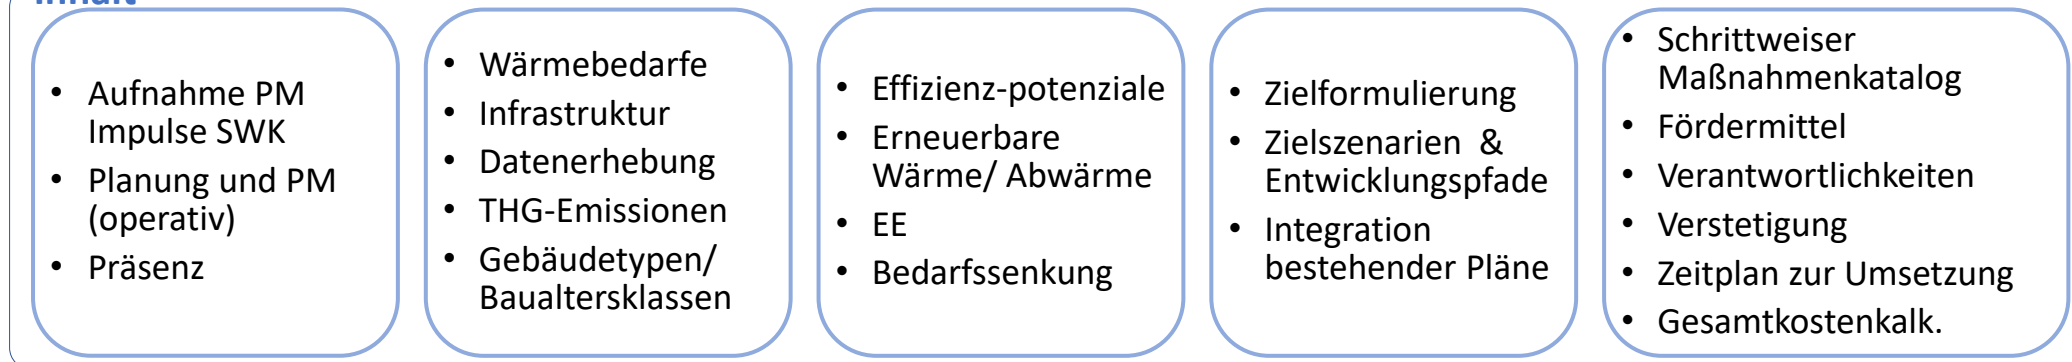 Inhalt
• Aufnahme PM
Impulse SWK
• Planung und PM
(operativ)
• Präsenz
• Wärmebedarfe
• Infrastruktur
• Datenerhebung
• THG-Emissionen
• Gebäudetypen/
Baualtersklassen
• Effizienz-potenziale
• Erneuerbare
Wärme/ Abwärme
• EE
• Bedarfssenkung
• Zielformulierung
• Zielszenarien &
Entwicklungspfade
• Integration
bestehender Pläne
• Schrittweiser
Maßnahmenkatalog
• Fördermittel
• Verantwortlichkeiten
• Verstetigung
• Zeitplan zur Umsetzung
• Gesamtkostenkalk.